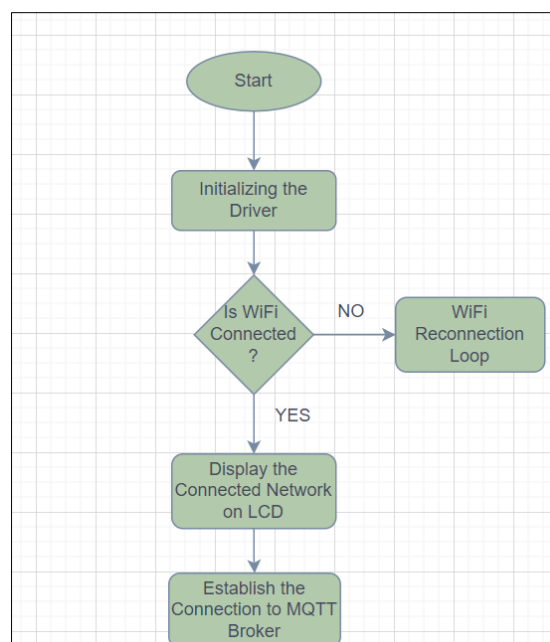 Start
Initializing the
Driver
Is WiFi
Connected
?
NO
WiFi
Reconnection
Loop
YES
Display the
Connected Network
on LCD
Establish the
Connection to MQTT
Broker